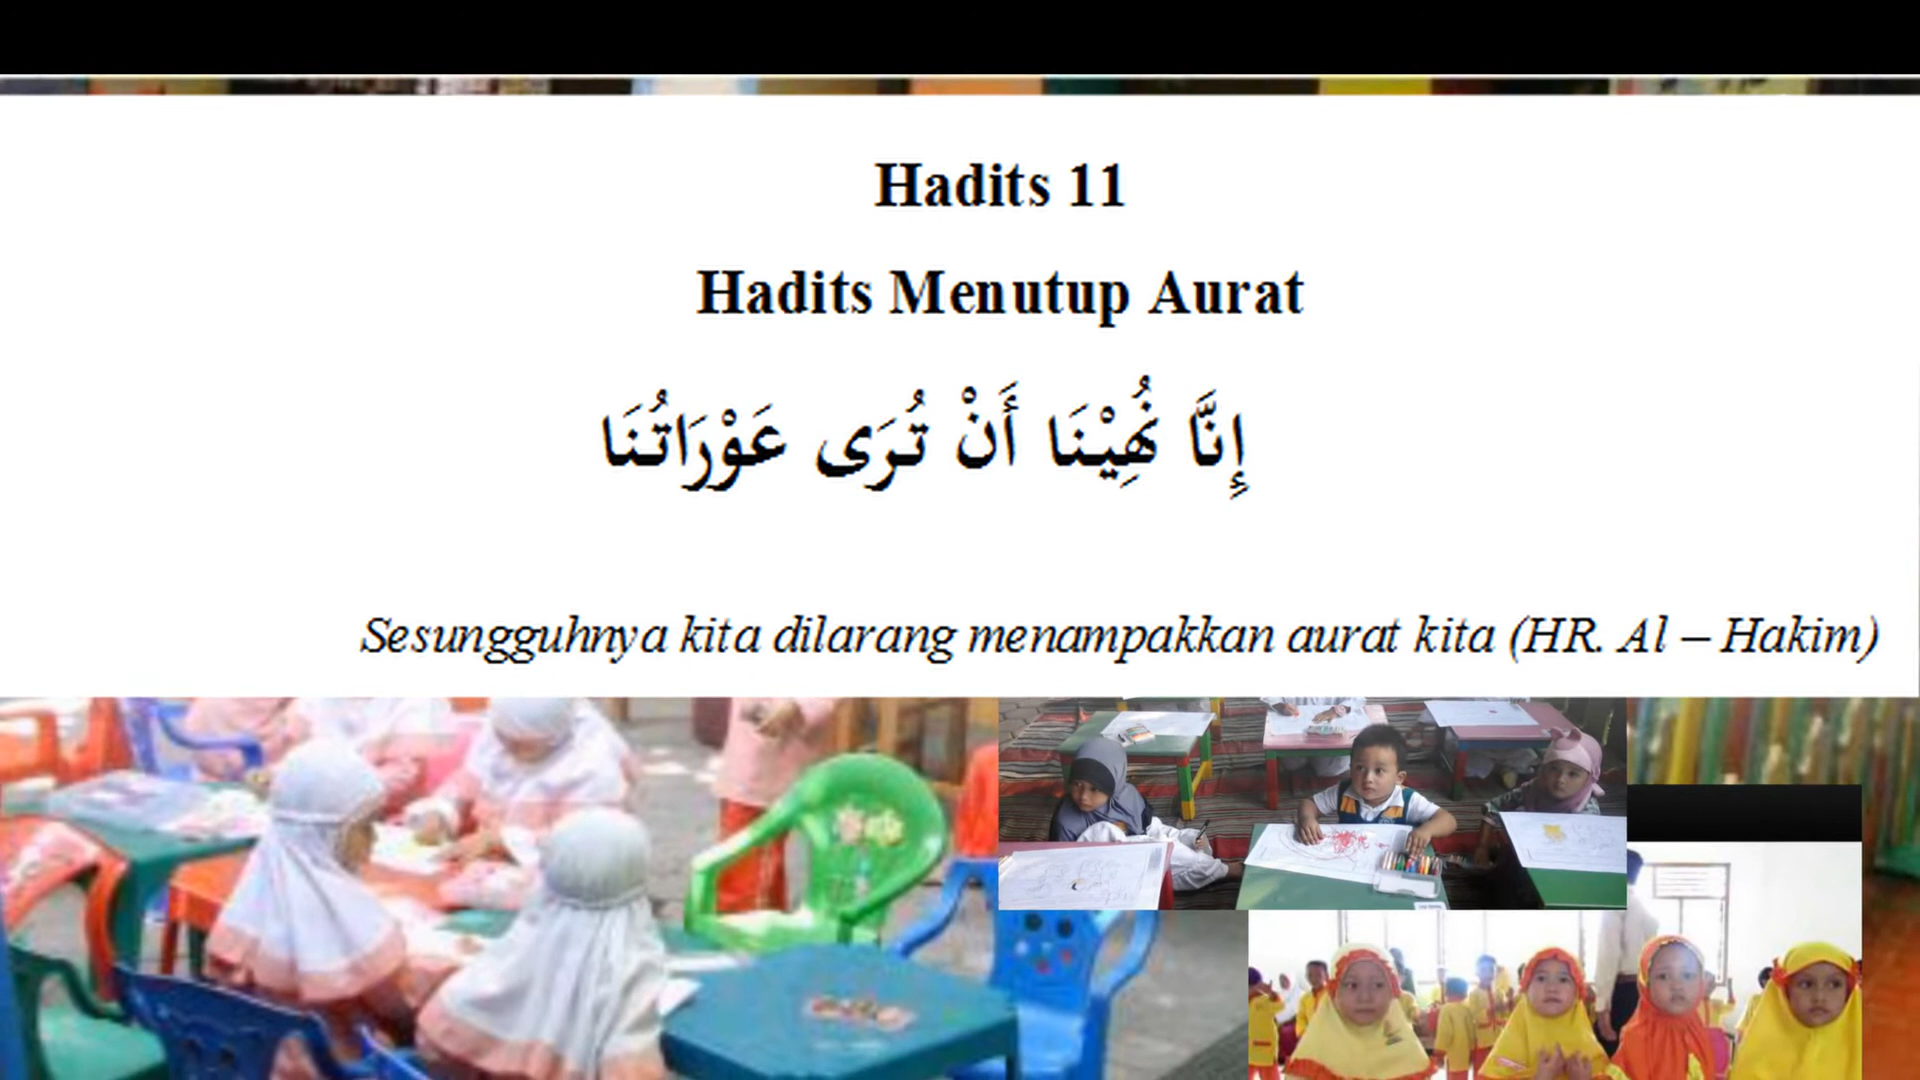 Hadits 11
Hadits Menutup Aurat
إِنَّا نُهِيْنَا أَنْ تُرَى عَوْرَاتُنَا
Sesungguhnya kita dilarang menampakkan aurat kita (HR. Al – Hakim)